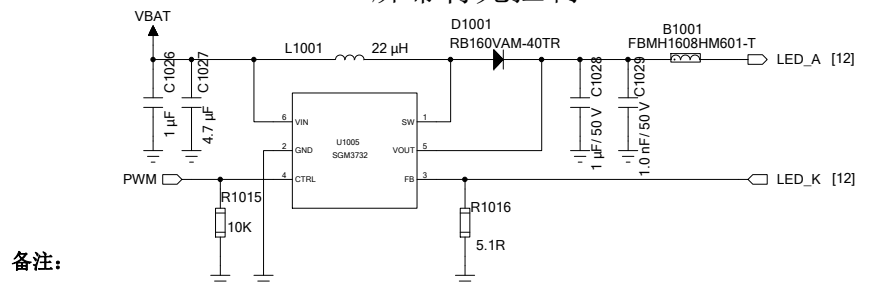 VBAT
D1001
RB160VAM-40TR
B1001
FBMH1608HM601-T
L1001
22 µH
LED_A [12]
C1026
1 µF
C1027
4.7 µF
C1028
1 µF/ 50 V
C1029
1.0 nF/ 50 V
6 VIN
SW 1
U1005
SGM3732
2 GND
VOUT 5
PWM
4 CTRL
FB 3
LED_K [12]
R1015
10K
R1016
5.1R
备注：